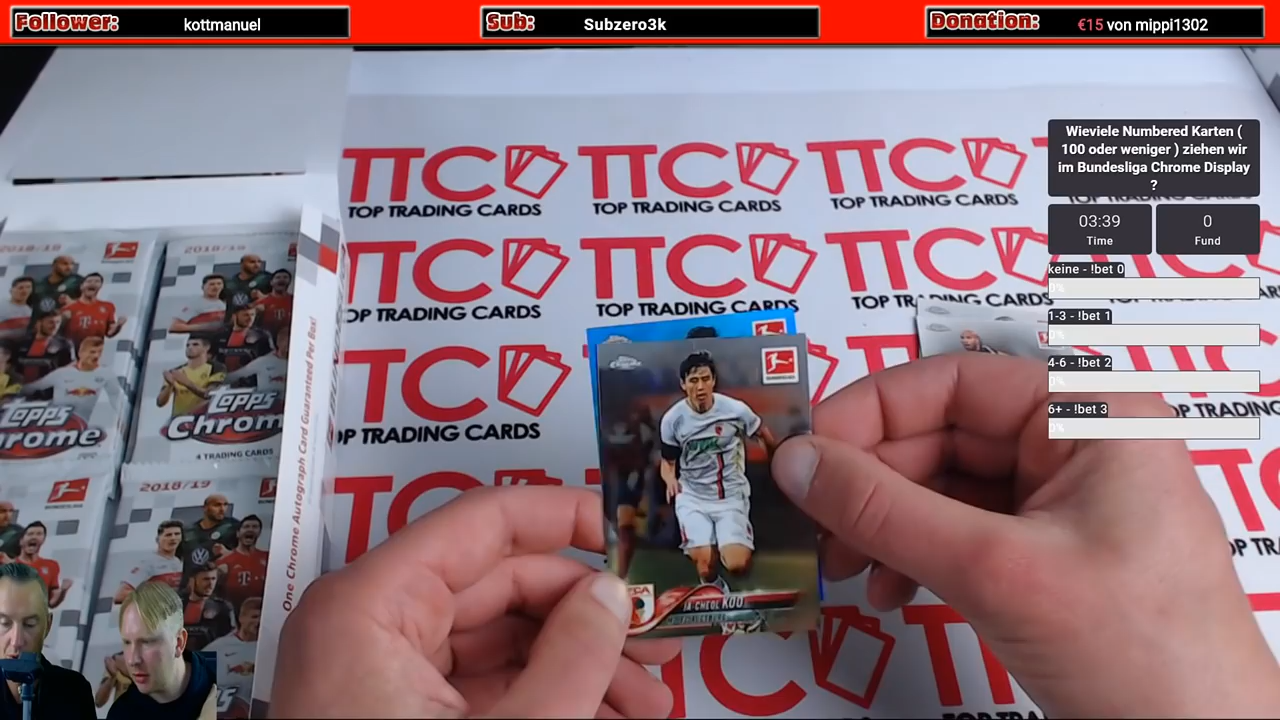 Follower:
kottmanuel
Sub:
Subzero3k
Donation:
€15 von mippi1302
Wieviele Numbered Karten (
100 oder weniger ) ziehen wir
im Bundesliga Chrome Display
?
03:39
Time
0
Fund
keine - !bet 0
0%
1-3 - !bet 1
0%
4-6 - !bet 2
0%
6+ - !bet 3
0%
TTC
TOP TRADING CARDS
TTC
TOP TRADING CARDS
TTC
TOP TRADING CARDS
TTC
TOP TRADING CARDS
TTC
TOP TRADING CARDS
TTC
TOP TRADING CARDS
TTC
TOP TRADING CARDS
2018/19
2018/19
Topps
Chrome
4 TRADING CARDS
2018/19
One Chrome Autograph Card Guaranteed Per Box!
JA-CHEOL KOO